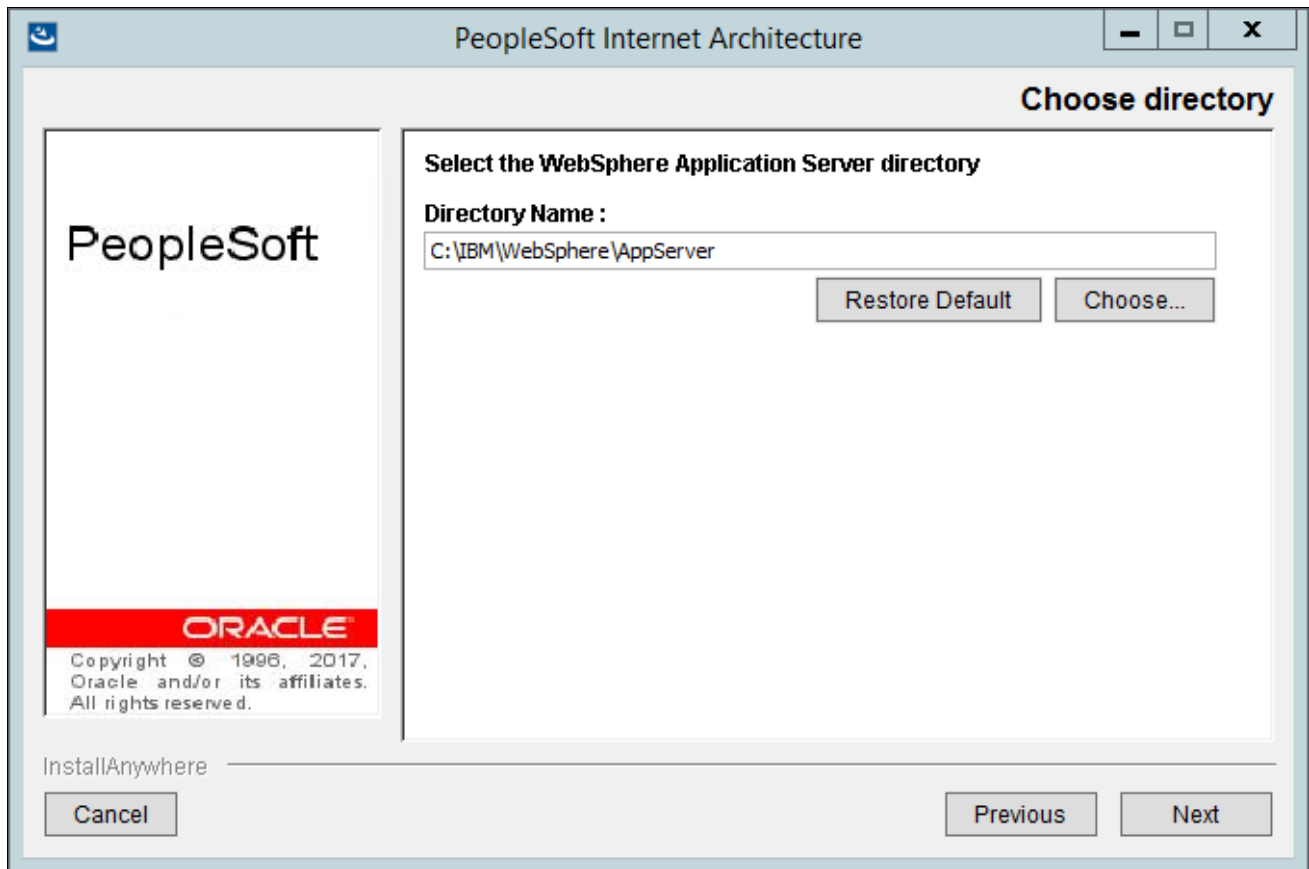 PeopleSoft Internet Architecture
Choose directory
PeopleSoft
ORACLE
Copyright © 1996, 2017,
Oracle and/or its affiliates.
All rights reserved.
Select the WebSphere Application Server directory
Directory Name :
C:\IBM\WebSphere\AppServer
Restore Default Choose...
InstallAnywhere
Cancel Previous Next